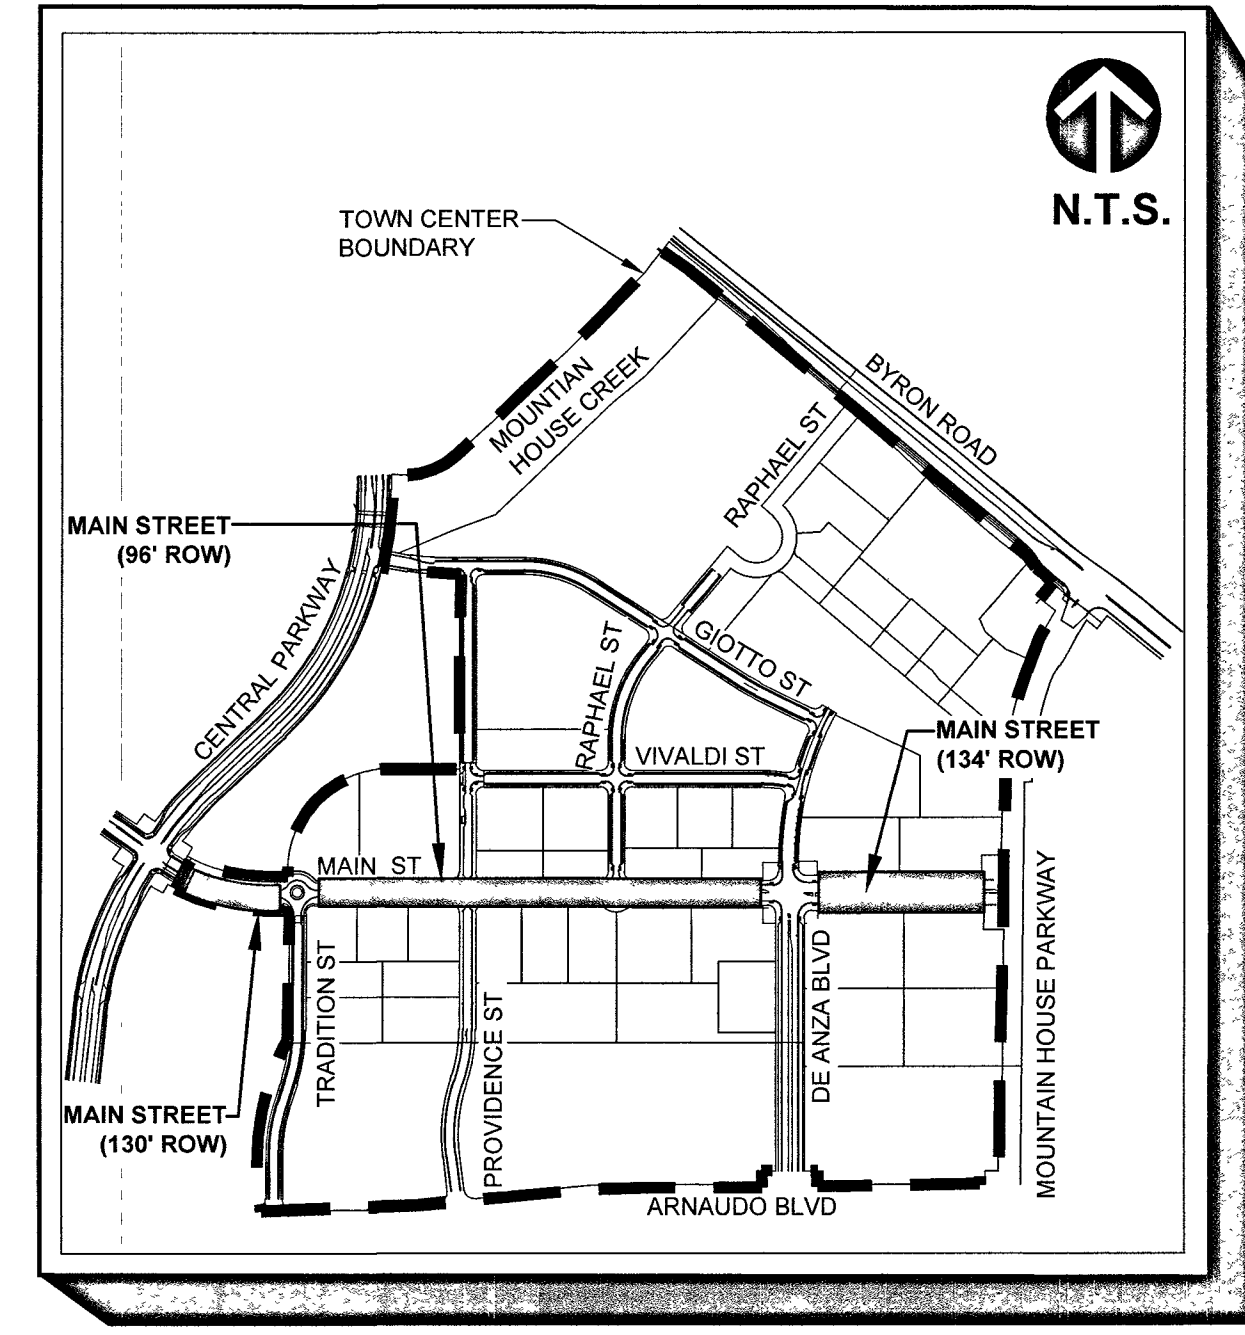 N.T.S.
TOWN CENTER
BOUNDARY
BYRON ROAD
MOUNTIAN
HOUSE CREEK
RAPHAEL ST
MAIN STREET
(96' ROW)
CENTRAL PARKWAY
RAPHAEL ST
GIOTTO ST
MAIN STREET
(134' ROW)
VIVALDI ST
MAIN ST
TRADITION ST
PROVIDENCE ST
DE ANZA BLVD
MOUNTAIN HOUSE PARKWAY
MAIN STREET
(130' ROW)
ARNAUDO BLVD